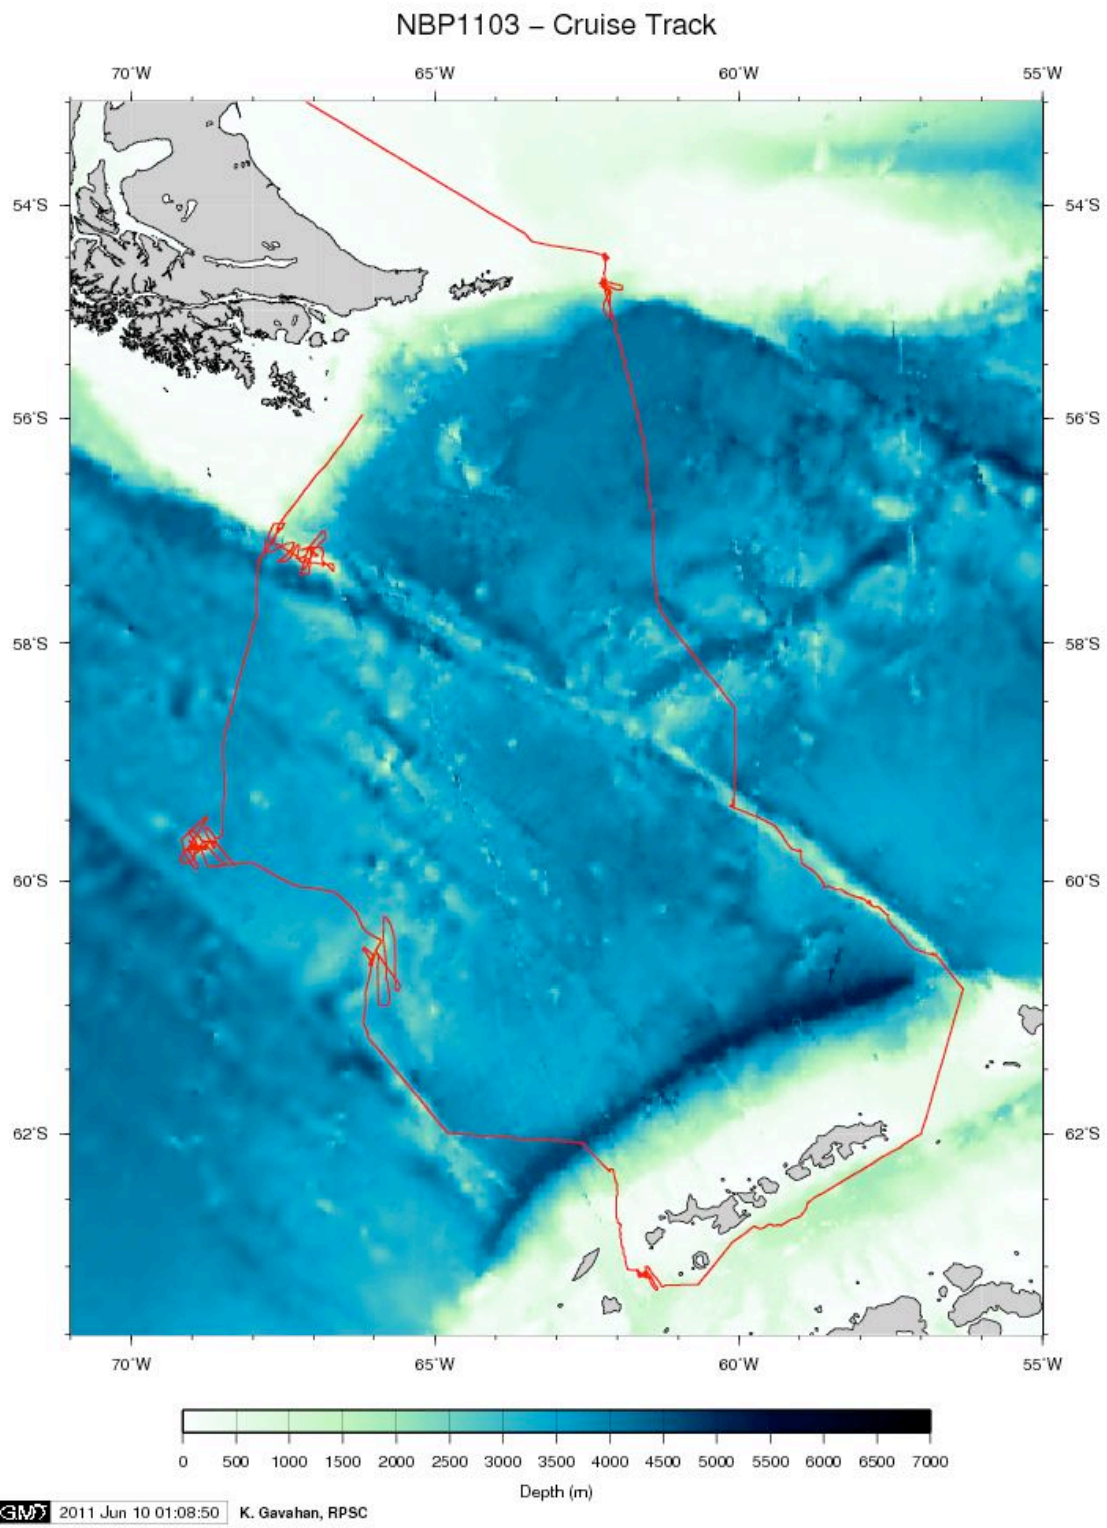 NBP1103 – Cruise Track
70°W 65°W 60°W 55°W
54°S 54°S
56°S 56°S
58°S 58°S
60°S 60°S
62°S 62°S
70°W 65°W 60°W 55°W
0 500 1000 1500 2000 2500 3000 3500 4000 4500 5000 5500 6000 6500 7000
Depth (m)
GMT 2011 Jun 10 01:08:50 K. Gavahan, RPSC